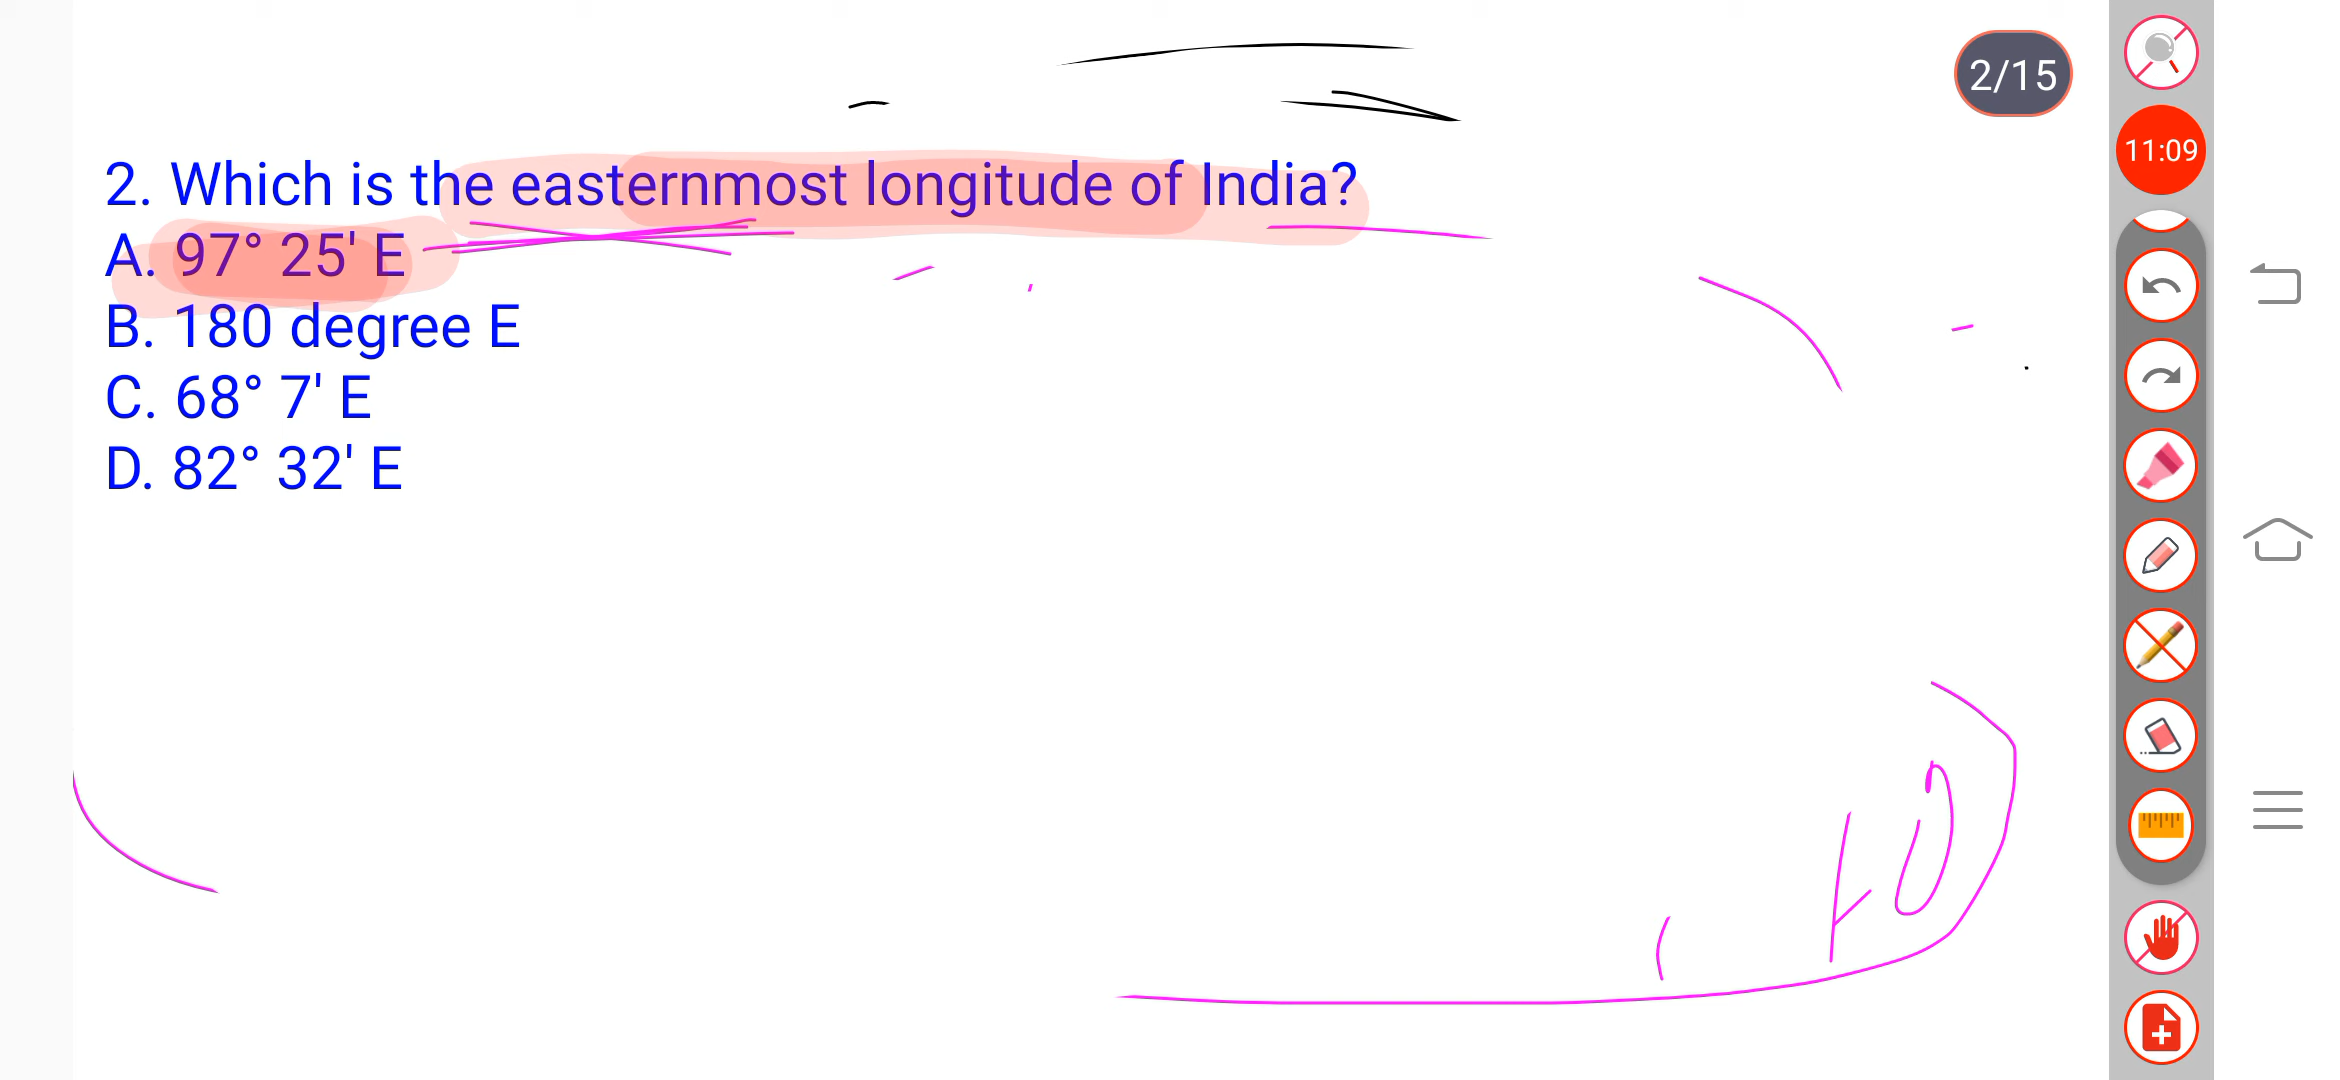 2/15
11:09
2. Which is the easternmost longitude of India?
A. 97° 25' E
B. 180 degree E
C. 68° 7' E
D. 82° 32' E